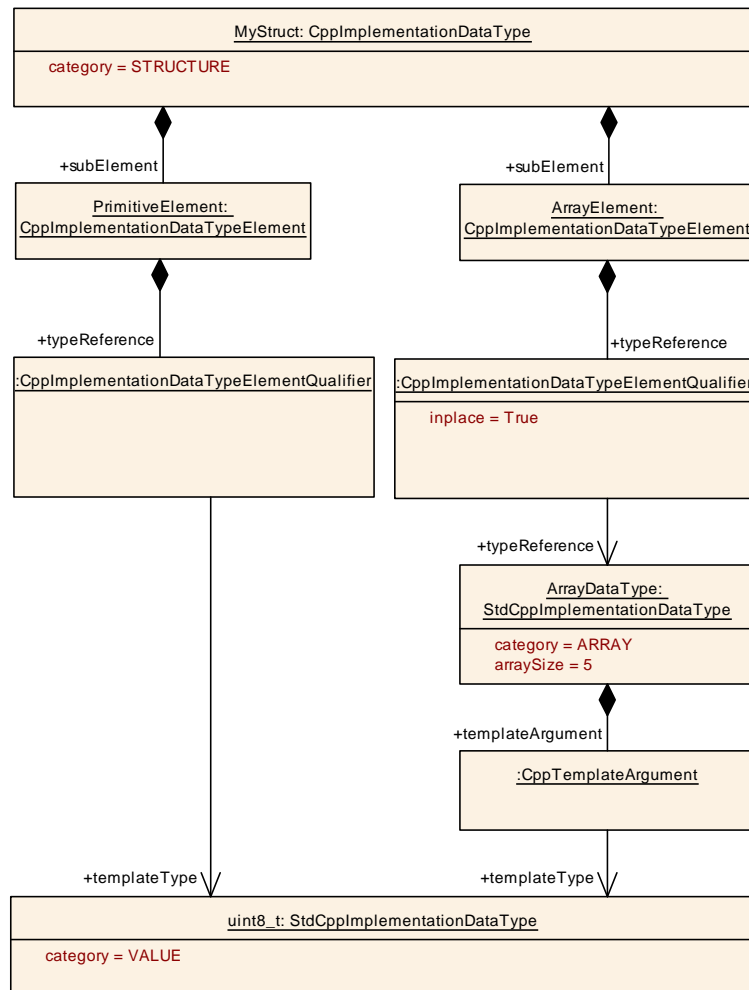 MyStruct: CppImplementationDataType
category = STRUCTURE
+subElement
+subElement
PrimitiveElement:
CppImplementationDataTypeElement
ArrayElement:
CppImplementationDataTypeElement
+typeReference
+typeReference
:CppImplementationDataTypeElementQualifier
:CppImplementationDataTypeElementQualifier
inplace = True
+typeReference
ArrayDataType:
StdCppImplementationDataType
category = ARRAY
arraySize = 5
+templateArgument
:CppTemplateArgument
+templateType
+templateType
uint8_t: StdCppImplementationDataType
category = VALUE